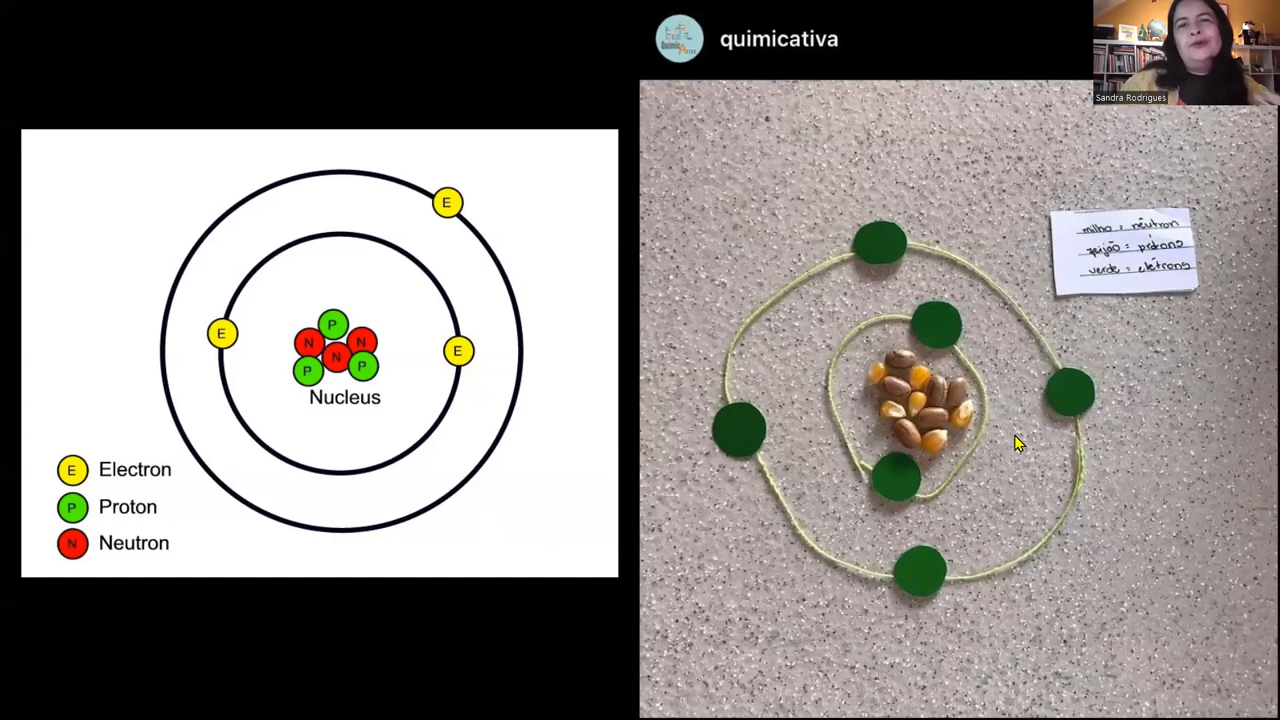 quimicativa
Sandra Rodrigues
E
E
E
P
N
N
N
P
P
Nucleus
E Electron
P Proton
N Neutron
milho = nêutron
feijão = prótons
verde = elétrons